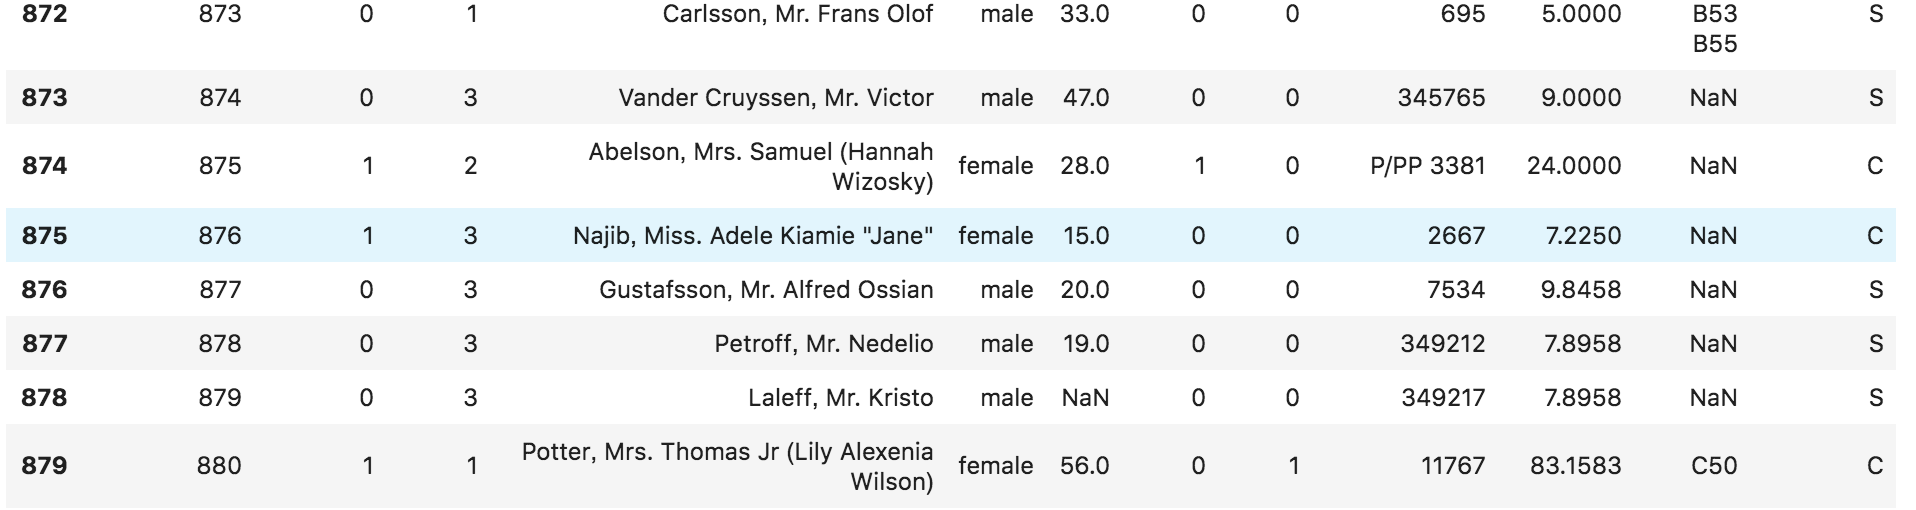 872 873 0 1 Carlsson, Mr. Frans Olof male 33.0 0 0 695 5.0000 B53 S
B55
873 874 0 3 Vander Cruyssen, Mr. Victor male 47.0 0 0 345765 9.0000 NaN S
874 875 1 2 Abelson, Mrs. Samuel (Hannah female 28.0 1 0 P/PP 3381 24.0000 NaN C
Wizosky)
875 876 1 3 Najib, Miss. Adele Kiamie "Jane" female 15.0 0 0 2667 7.2250 NaN C
876 877 0 3 Gustafsson, Mr. Alfred Ossian male 20.0 0 0 7534 9.8458 NaN S
877 878 0 3 Petroff, Mr. Nedelio male 19.0 0 0 349212 7.8958 NaN S
878 879 0 3 Laleff, Mr. Kristo male NaN 0 0 349217 7.8958 NaN S
879 880 1 1 Potter, Mrs. Thomas Jr (Lily Alexenia female 56.0 0 1 11767 83.1583 C50 C
Wilson)